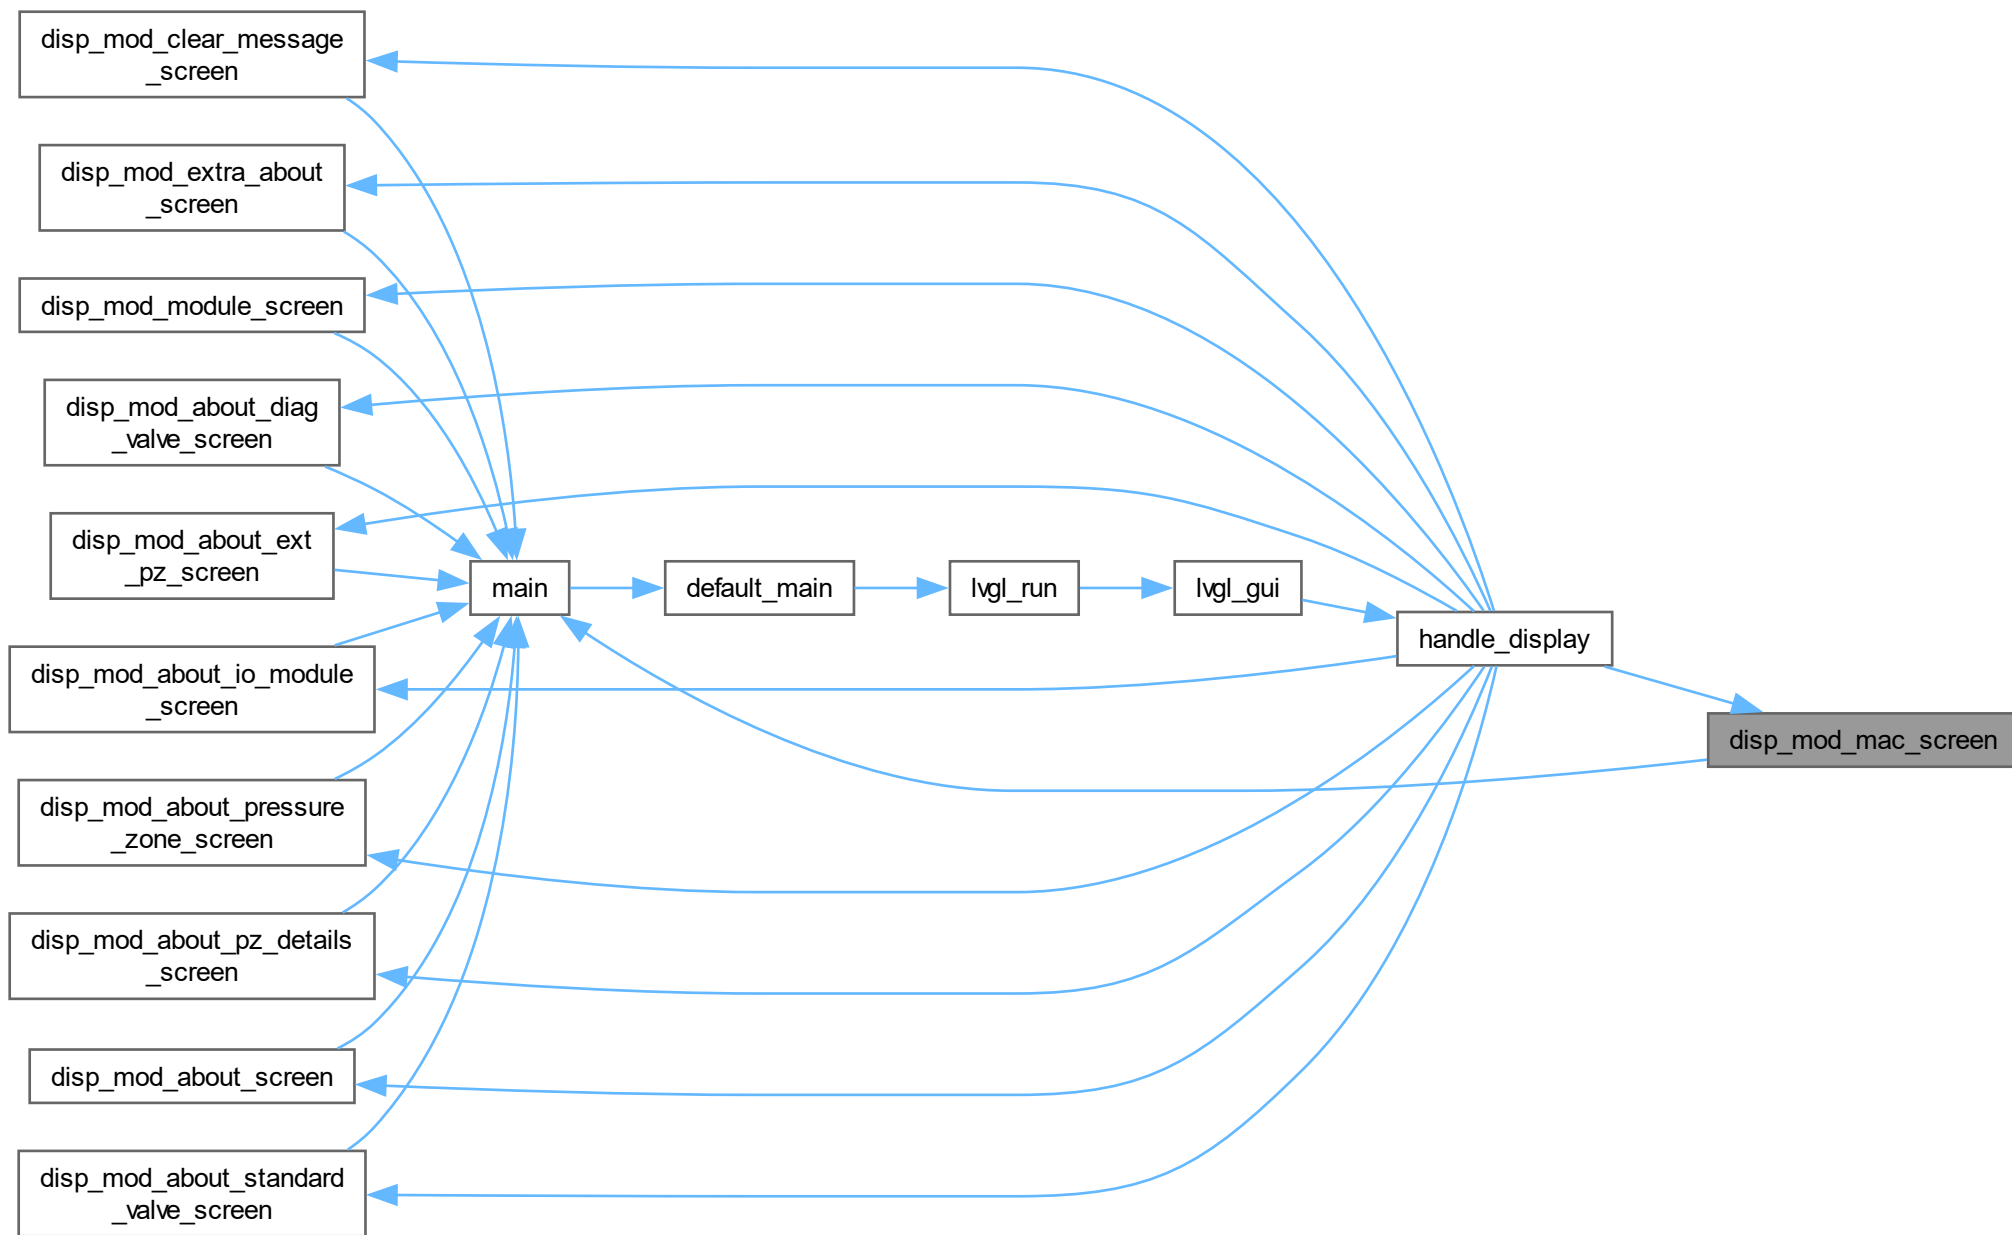 disp_mod_clear_message
_screen
disp_mod_extra_about
_screen
disp_mod_module_screen
disp_mod_about_diag
_valve_screen
disp_mod_about_ext
_pz_screen
disp_mod_about_io_module
_screen
disp_mod_about_pressure
_zone_screen
disp_mod_about_pz_details
_screen
disp_mod_about_screen
disp_mod_about_standard
_valve_screen
main
default_main
lvgl_run
lvgl_gui
handle_display
disp_mod_mac_screen